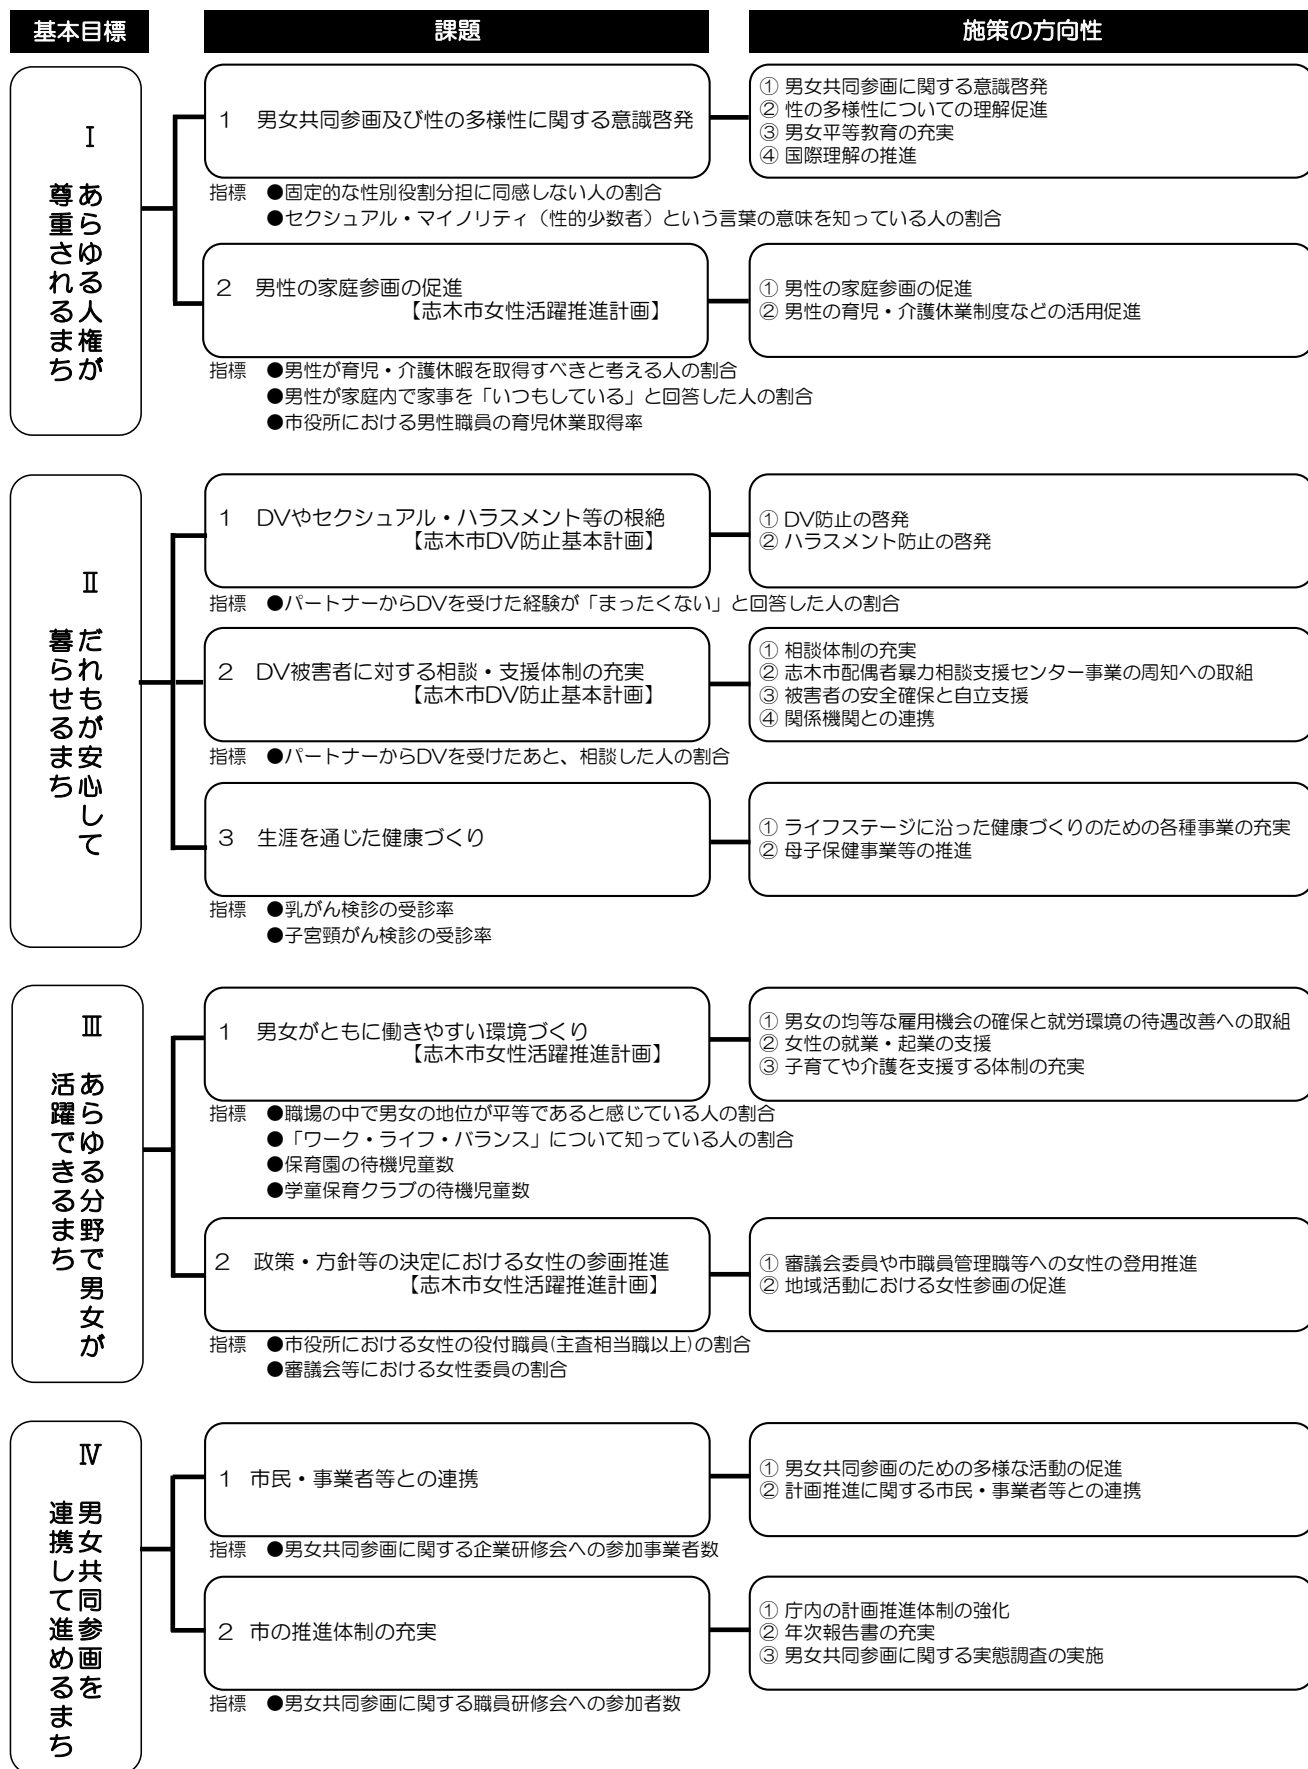 基本目標
課題
施策の方向性
Ⅰ
あらゆる人権が
尊重されるまち
1 男女共同参画及び性の多様性に関する意識啓発
① 男女共同参画に関する意識啓発
② 性の多様性についての理解促進
③ 男女平等教育の充実
④ 国際理解の推進
指標 ●固定的な性別役割分担に同感しない人の割合
●セクシュアル・マイノリティ（性的少数者）という言葉の意味を知っている人の割合
2 男性の家庭参画の促進
【志木市女性活躍推進計画】
① 男性の家庭参画の促進
② 男性の育児・介護休業制度などの活用促進
指標 ●男性が育児・介護休暇を取得すべきと考える人の割合
●男性が家庭内で家事を「いつもしている」と回答した人の割合
●市役所における男性職員の育児休業取得率
Ⅱ
だれもが安心して
暮らせるまち
1 DVやセクシュアル・ハラスメント等の根絶
【志木市DV防止基本計画】
① DV防止の啓発
② ハラスメント防止の啓発
指標 ●パートナーからDVを受けた経験が「まったくない」と回答した人の割合
2 DV被害者に対する相談・支援体制の充実
【志木市DV防止基本計画】
① 相談体制の充実
② 志木市配偶者暴力相談支援センター事業の周知への取組
③ 被害者の安全確保と自立支援
④ 関係機関との連携
指標 ●パートナーからDVを受けたあと、相談した人の割合
3 生涯を通じた健康づくり
① ライフステージに沿った健康づくりのための各種事業の充実
② 母子保健事業等の推進
指標 ●乳がん検診の受診率
●子宮頸がん検診の受診率
Ⅲ
あらゆる分野で男女が
活躍できるまち
1 男女がともに働きやすい環境づくり
【志木市女性活躍推進計画】
① 男女の均等な雇用機会の確保と就労環境の待遇改善への取組
② 女性の就業・起業の支援
③ 子育てや介護を支援する体制の充実
指標 ●職場の中で男女の地位が平等であると感じている人の割合
●「ワーク・ライフ・バランス」について知っている人の割合
●保育園の待機児童数
●学童保育クラブの待機児童数
2 政策・方針等の決定における女性の参画推進
【志木市女性活躍推進計画】
① 審議会委員や市職員管理職等への女性の登用推進
② 地域活動における女性参画の促進
指標 ●市役所における女性の役付職員(主査相当職以上)の割合
●審議会等における女性委員の割合
Ⅳ
男女共同参画を
連携して進めるまち
1 市民・事業者等との連携
① 男女共同参画のための多様な活動の促進
② 計画推進に関する市民・事業者等との連携
指標 ●男女共同参画に関する企業研修会への参加事業者数
2 市の推進体制の充実
① 庁内の計画推進体制の強化
② 年次報告書の充実
③ 男女共同参画に関する実態調査の実施
指標 ●男女共同参画に関する職員研修会への参加者数